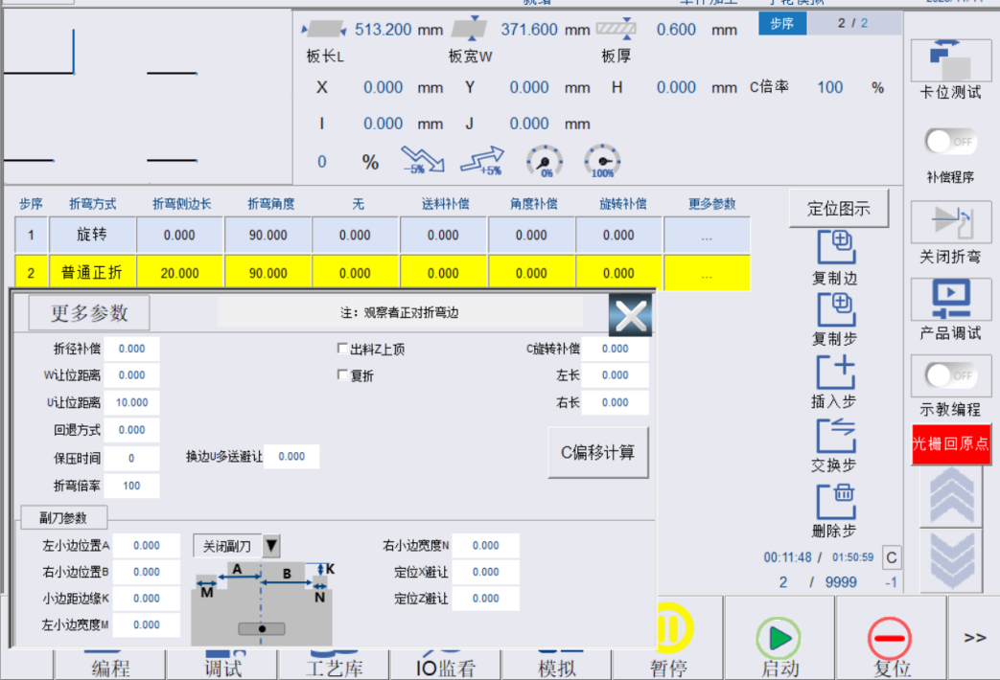 513.200 mm 371.600 mm 0.600 mm 步序 2 / 2
板长L 板宽W 板厚
X 0.000 mm Y 0.000 mm H 0.000 mm C倍率 100 %
卡位测试
I 0.000 mm J 0.000 mm
OFF
0 % -5% +5% 0% 100%
补偿程序
步序 折弯方式 折弯侧边长 折弯角度 无 送料补偿 角度补偿 旋转补偿 更多参数
定位图示
1 旋转 0.000 90.000 0.000 0.000 0.000 0.000 ...
2 普通正折 20.000 90.000 0.000 0.000 0.000 0.000 ...
关闭折弯
复制边
更多参数 注：观察者正对折弯边
产品调试
复制步
折径补偿 0.000 出料Z上顶 C旋转补偿 0.000
W让位距离 0.000 复折 左长 0.000
OFF
U让位距离 10.000 右长 0.000
插入步
示教编程
回退方式 0.000
光栅回原点
保压时间 0 换边U多送避让 0.000 C偏移计算
交换步
折弯倍率 100
副刀参数
删除步
左小边位置A 0.000 关闭副刀 右小边宽度N 0.000
00:11:48 / 01:50:59 C
右小边位置B 0.000 A B K 定位X避让 0.000
2 / 9999 -1
小边距边缘K 0.000 M N 定位Z避让 0.000
左小边宽度M 0.000
编程 调试 工艺库 IO监看 模拟 暂停 启动 复位 >>